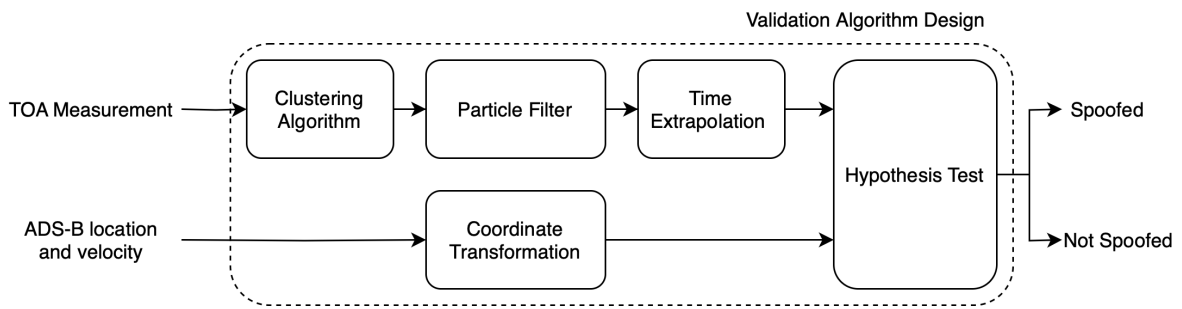 Validation Algorithm Design
TOA Measurement
Clustering
Algorithm
Particle Filter
Time
Extrapolation
Hypothesis Test
Spoofed
ADS-B location
and velocity
Coordinate
Transformation
Not Spoofed